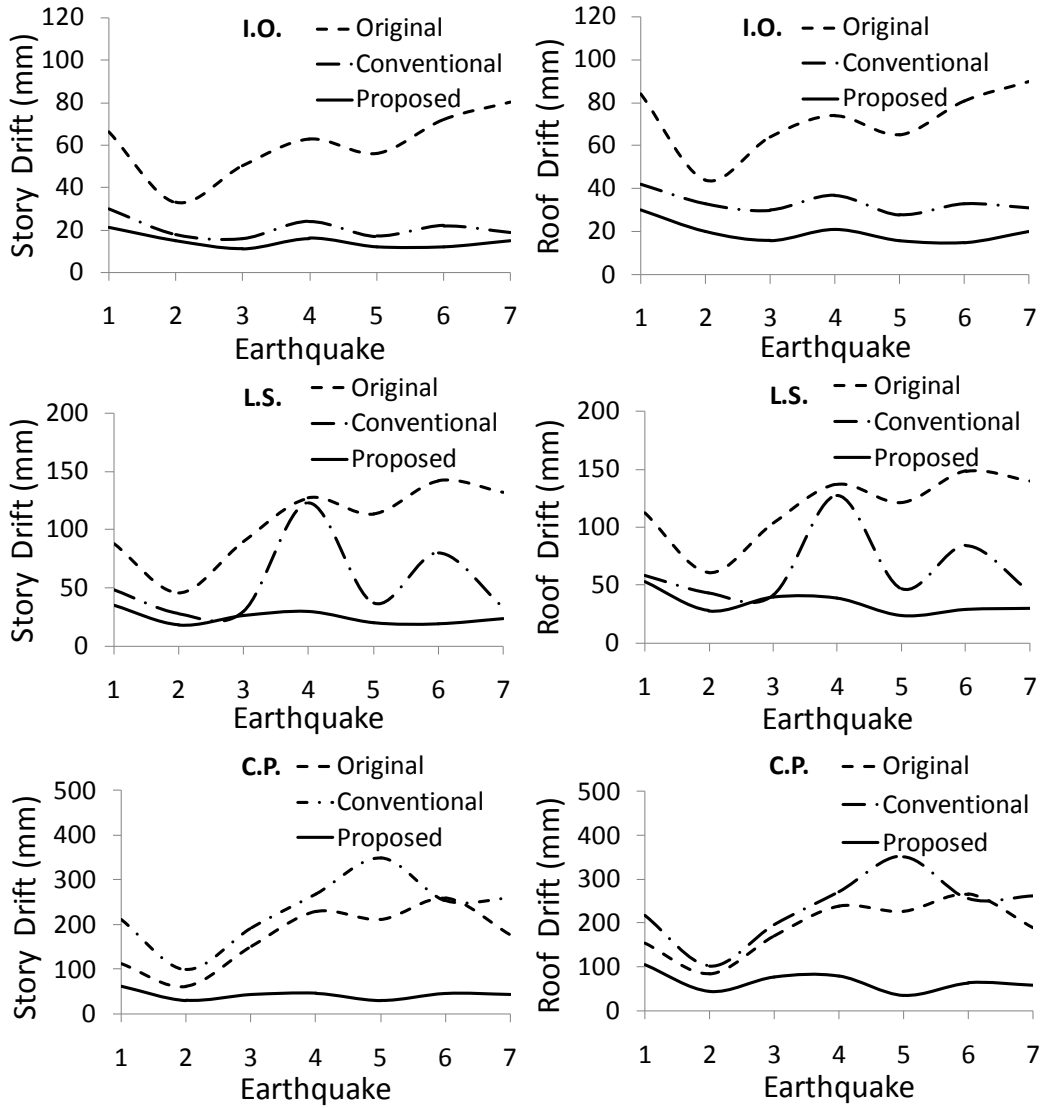 I.O.
Original
Conventional
Proposed
Story Drift (mm)
120
100
80
60
40
20
0
1 2 3 4 5 6 7
Earthquake
I.O.
Original
Conventional
Proposed
Roof Drift (mm)
120
100
80
60
40
20
0
1 2 3 4 5 6 7
Earthquake
L.S.
Original
Conventional
Proposed
Story Drift (mm)
200
150
100
50
0
1 2 3 4 5 6 7
Earthquake
L.S.
Original
Conventional
Proposed
Roof Drift (mm)
200
150
100
50
0
1 2 3 4 5 6 7
Earthquake
C.P.
Original
Conventional
Proposed
Story Drift (mm)
500
400
300
200
100
0
1 2 3 4 5 6 7
Earthquake
C.P.
Original
Conventional
Proposed
Roof Drift (mm)
500
400
300
200
100
0
1 2 3 4 5 6 7
Earthquake